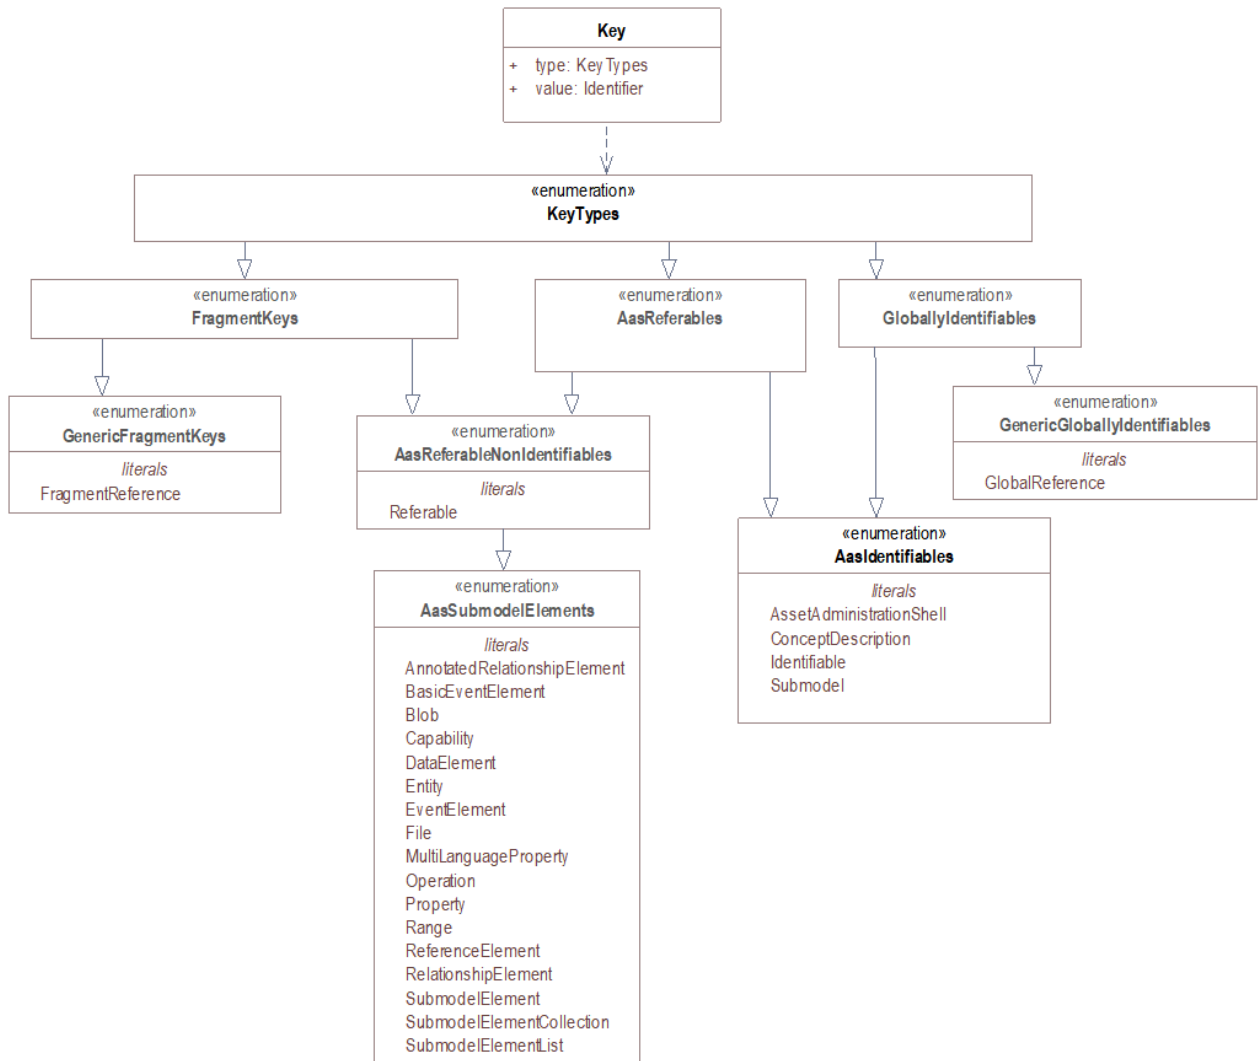 Key
+ type: KeyTypes
+ value: Identifier
«enumeration»
KeyTypes
«enumeration»
FragmentKeys
«enumeration»
AasReferables
«enumeration»
GloballyIdentifiables
«enumeration»
GenericFragmentKeys
literals
FragmentReference
«enumeration»
AasReferableNonIdentifiables
literals
Referable
«enumeration»
GenericGloballyIdentifiables
literals
GlobalReference
«enumeration»
AasIdentifiables
literals
AssetAdministrationShell
ConceptDescription
Identifiable
Submodel
«enumeration»
AasSubmodelElements
literals
AnnotatedRelationshipElement
BasicEventElement
Blob
Capability
DataElement
Entity
EventElement
File
MultiLanguageProperty
Operation
Property
Range
ReferenceElement
RelationshipElement
SubmodelElement
SubmodelElementCollection
SubmodelElementList